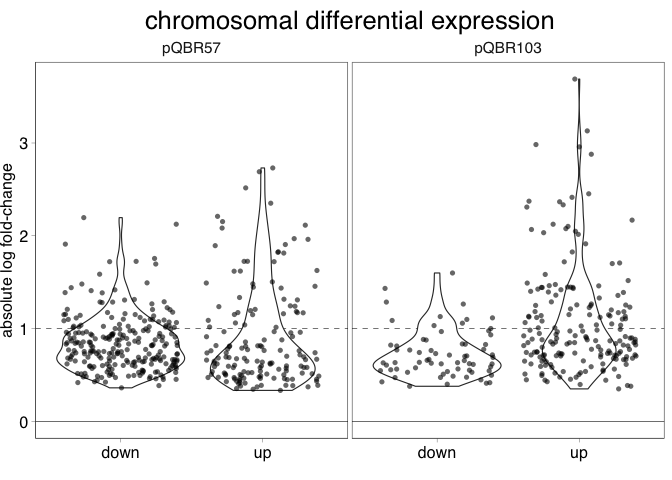 chromosomal differential expression
pQBR57
pQBR103
absolute log fold-change
3
2
1
0
down
up
down
up